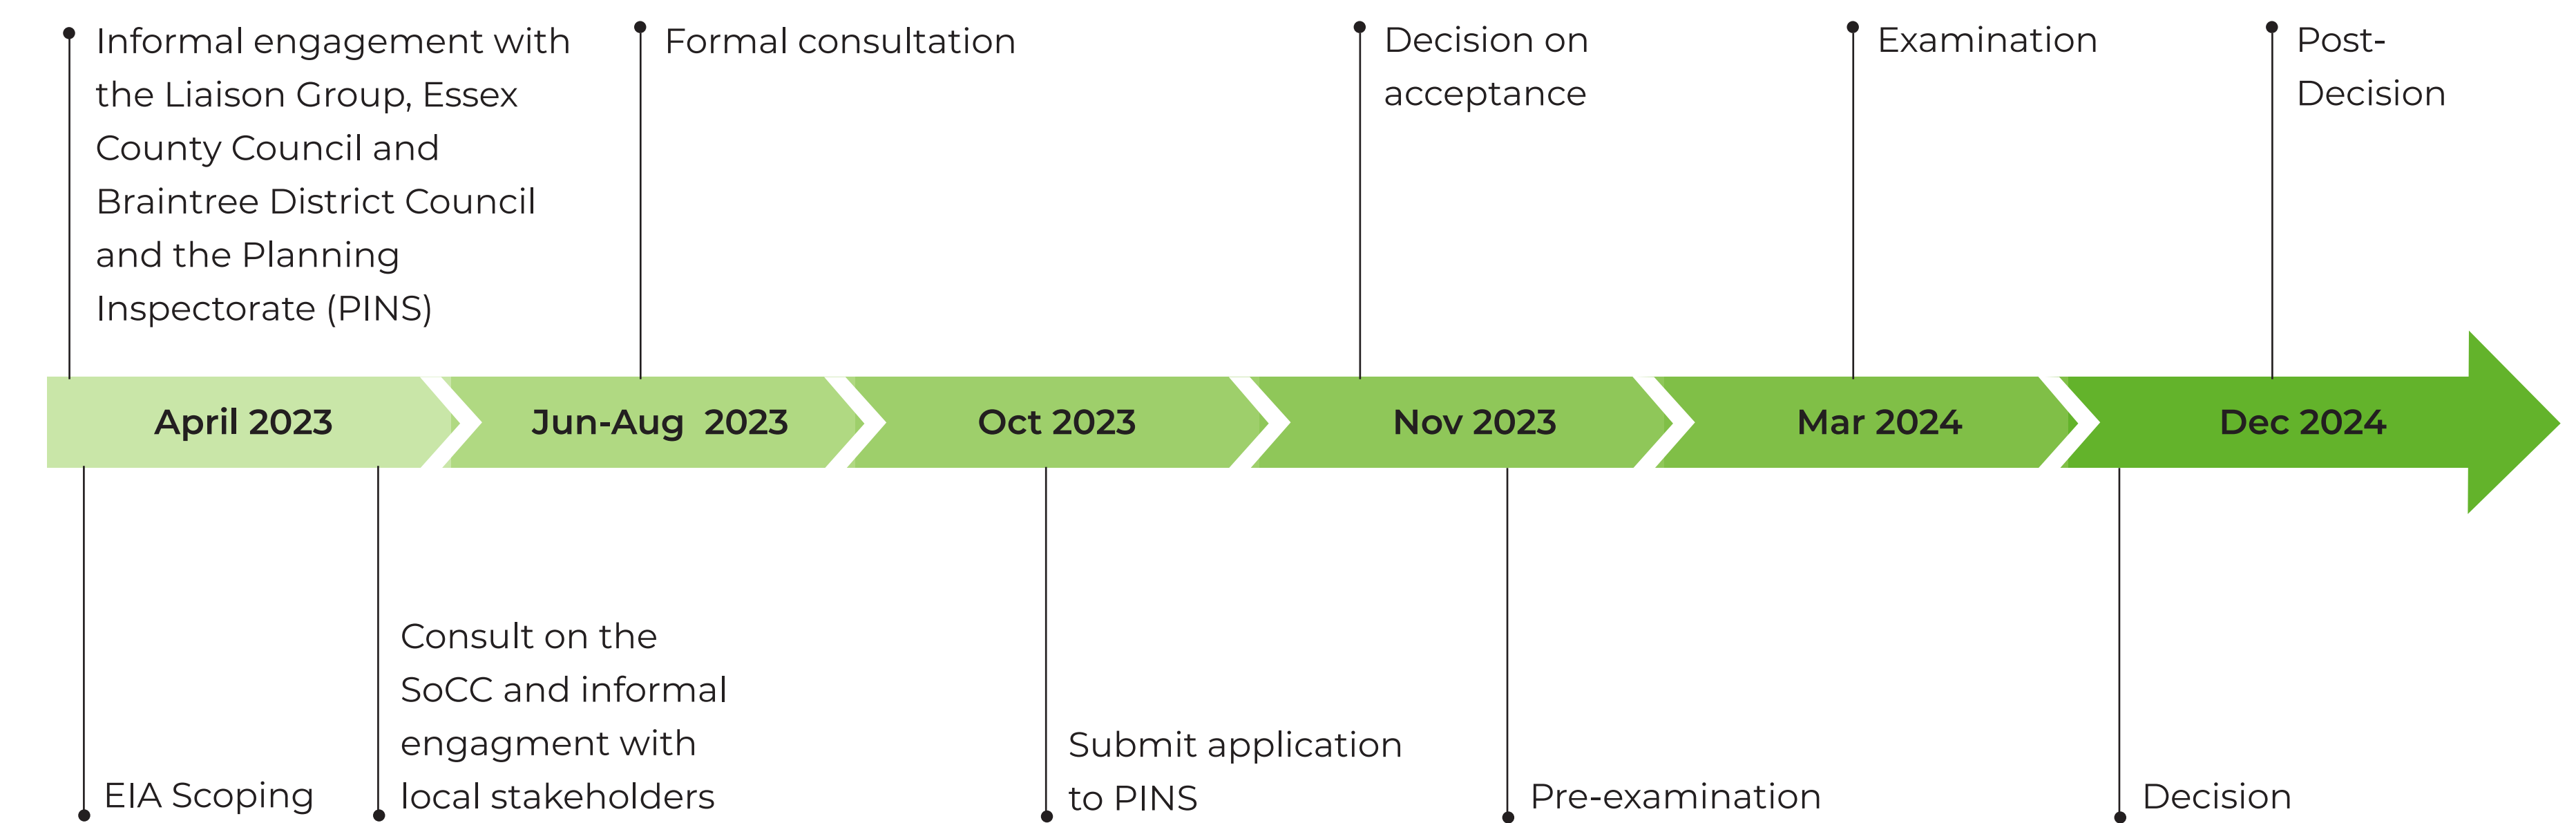 Informal engagement with
the Liaison Group, Essex
County Council and
Braintree District Council
and the Planning
Inspectorate (PINS)
Formal consultation
Decision on
acceptance
Examination
Post-
Decision
April 2023
Jun-Aug  2023
Oct 2023
Nov 2023
Mar 2024
Dec 2024
EIA Scoping
Consult on the
SoCC and informal
engagment with
local stakeholders
Submit application
to PINS
Pre-examination
Decision